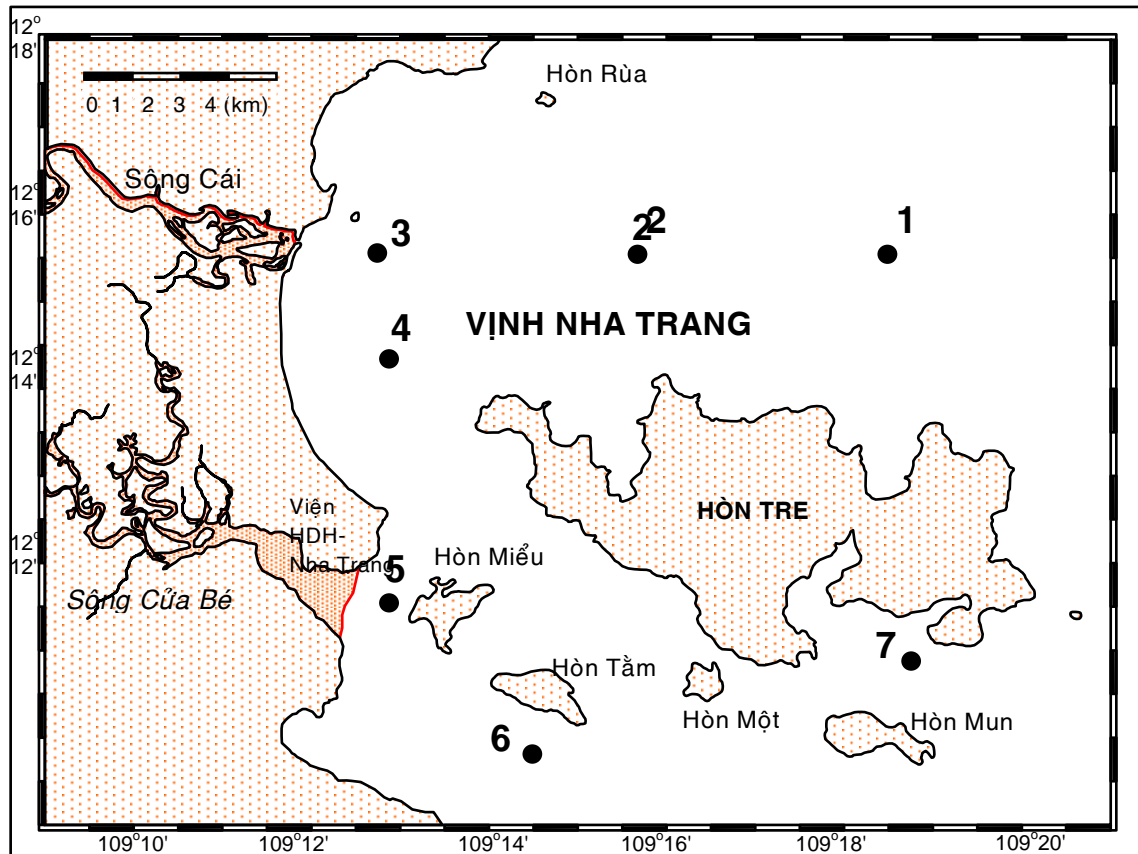 12°
18'
Hòn Rùa
0 1 2 3 4 (km)
Sông Cái
12°
16'
3
2
2
1
VỊNH NHA TRANG
4
12°
14'
HÒN TRE
Viện
HDH-
Nha Trang
12°
12'
5
Hòn Miểu
Sông Cửa Bé
7
Hòn Tằm
Hòn Một
Hòn Mun
6
109°10'
109°12'
109°14'
109°16'
109°18'
109°20'